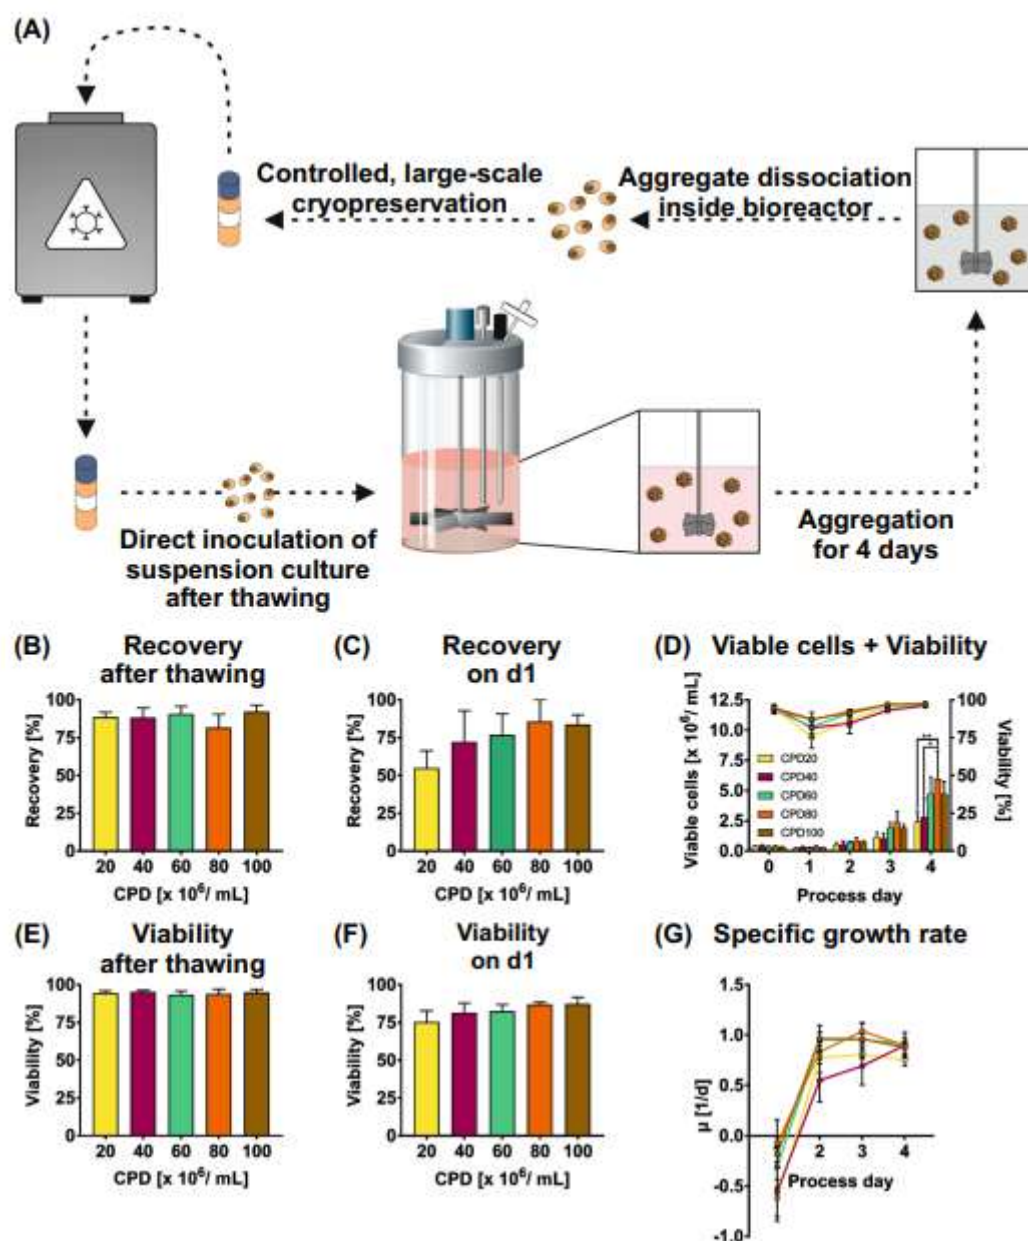 (A)
Controlled, large-scale
cryopreservation
Aggregate dissociation
inside bioreactor
Direct inoculation of
suspension culture
after thawing
Aggregation
for 4 days
(B) Recovery
after thawing
Recovery [%]
100
75
50
25
0
20 40 60 80 100
CPD [x 10⁶/ mL]
(C) Recovery
on d1
Recovery [%]
100
75
50
25
0
20 40 60 80 100
CPD [x 10⁶/ mL]
(D) Viable cells + Viability
Viable cells [x 10⁶/ mL]
12.5
10.0
7.5
5.0
2.5
0.0
CPD20
CPD40
CPD60
CPD80
CPD100
**
*
100
75
50
25
0
Viability
[%]
0 1 2 3 4
Process day
(E) Viability
after thawing
Viability [%]
100
75
50
25
0
20 40 60 80 100
CPD [x 10⁶/ mL]
(F) Viability
on d1
Viability [%]
100
75
50
25
0
20 40 60 80 100
CPD [x 10⁶/ mL]
(G) Specific growth rate
µ [1/d]
1.5
1.0
0.5
0.0
-0.5
-1.0
2 3 4
Process day